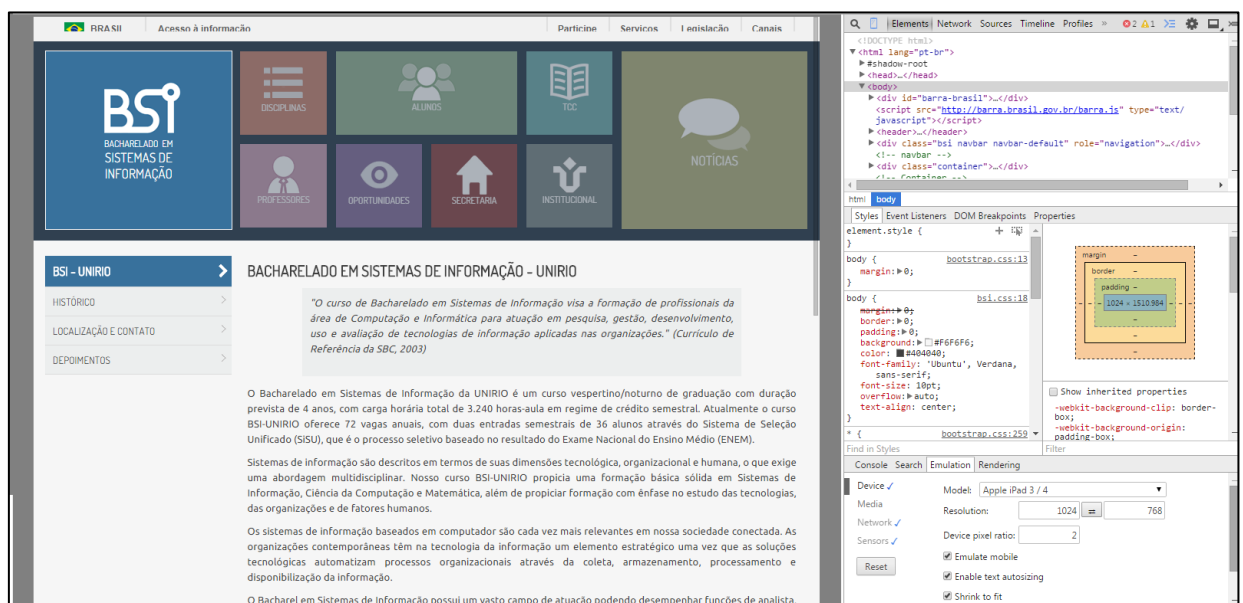 BRASIL Acesso à informação Participe Serviços Legislação Canais
BSI
BACHARELADO EM
SISTEMAS DE
INFORMAÇÃO
DISCIPLINAS
ALUNOS
TCC
NOTÍCIAS
PROFESSORES
OPORTUNIDADES
SECRETARIA
INSTITUCIONAL
BSI – UNIRIO
HISTÓRICO
LOCALIZAÇÃO E CONTATO
DEPOIMENTOS
BACHARELADO EM SISTEMAS DE INFORMAÇÃO – UNIRIO
"O curso de Bacharelado em Sistemas de Informação visa a formação de profissionais da
área de Computação e Informática para atuação em pesquisa, gestão, desenvolvimento,
uso e avaliação de tecnologias de informação aplicadas nas organizações." (Currículo de
Referência da SBC, 2003)
O Bacharelado em Sistemas de Informação da UNIRIO é um curso vespertino/noturno de graduação com duração
prevista de 4 anos, com carga horária total de 3.240 horas-aula em regime de crédito semestral. Atualmente o curso
BSI-UNIRIO oferece 72 vagas anuais, com duas entradas semestrais de 36 alunos através do Sistema de Seleção
Unificado (SiSU), que é o processo seletivo baseado no resultado do Exame Nacional do Ensino Médio (ENEM).
Sistemas de informação são descritos em termos de suas dimensões tecnológica, organizacional e humana, o que exige
uma abordagem multidisciplinar. Nosso curso BSI-UNIRIO propicia uma formação básica sólida em Sistemas de
Informação, Ciência da Computação e Matemática, além de propiciar formação com ênfase no estudo das tecnologias,
das organizações e de fatores humanos.
Os sistemas de informação baseados em computador são cada vez mais relevantes em nossa sociedade conectada. As
organizações contemporâneas têm na tecnologia da informação um elemento estratégico uma vez que as soluções
tecnológicas automatizam processos organizacionais através da coleta, armazenamento, processamento e
disponibilização da informação.
O Bacharel em Sistemas de Informação possui um vasto campo de atuação podendo desempenhar funções de analista,
Elements Network Sources Timeline Profiles » 2 1
<!DOCTYPE html>
<html lang="pt-br">
#shadow-root
<head>…</head>
<body>
<div id="barra-brasil">…</div>
<script src="http://barra.brasil.gov.br/barra.js" type="text/
javascript"></script>
<header>…</header>
<div class="bsi navbar navbar-default" role="navigation">…</div>
<!-- navbar -->
<div class="container">…</div>
<!-- Container -->
html body
Styles Event Listeners DOM Breakpoints Properties
element.style {
}
body { bootstrap.css:13
margin: 0;
}
body { bsi.css:18
margin: 0;
border: 0;
padding: 0;
background: #F6F6F6;
color: #404040;
font-family: 'Ubuntu', Verdana,
sans-serif;
font-size: 10pt;
overflow: auto;
text-align: center;
}
* { bootstrap.css:259
Find in Styles
margin –
border –
padding –
– – – 1024 × 1510.984 – – –
–
–
–
Show inherited properties
-webkit-background-clip: border-
box;
-webkit-background-origin:
padding-box;
Filter
Console Search Emulation Rendering
Device ✓
Media
Network ✓
Sensors ✓
Reset
Model: Apple iPad 3 / 4
Resolution: 1024 = 768
Device pixel ratio: 2
Emulate mobile
Enable text autosizing
Shrink to fit